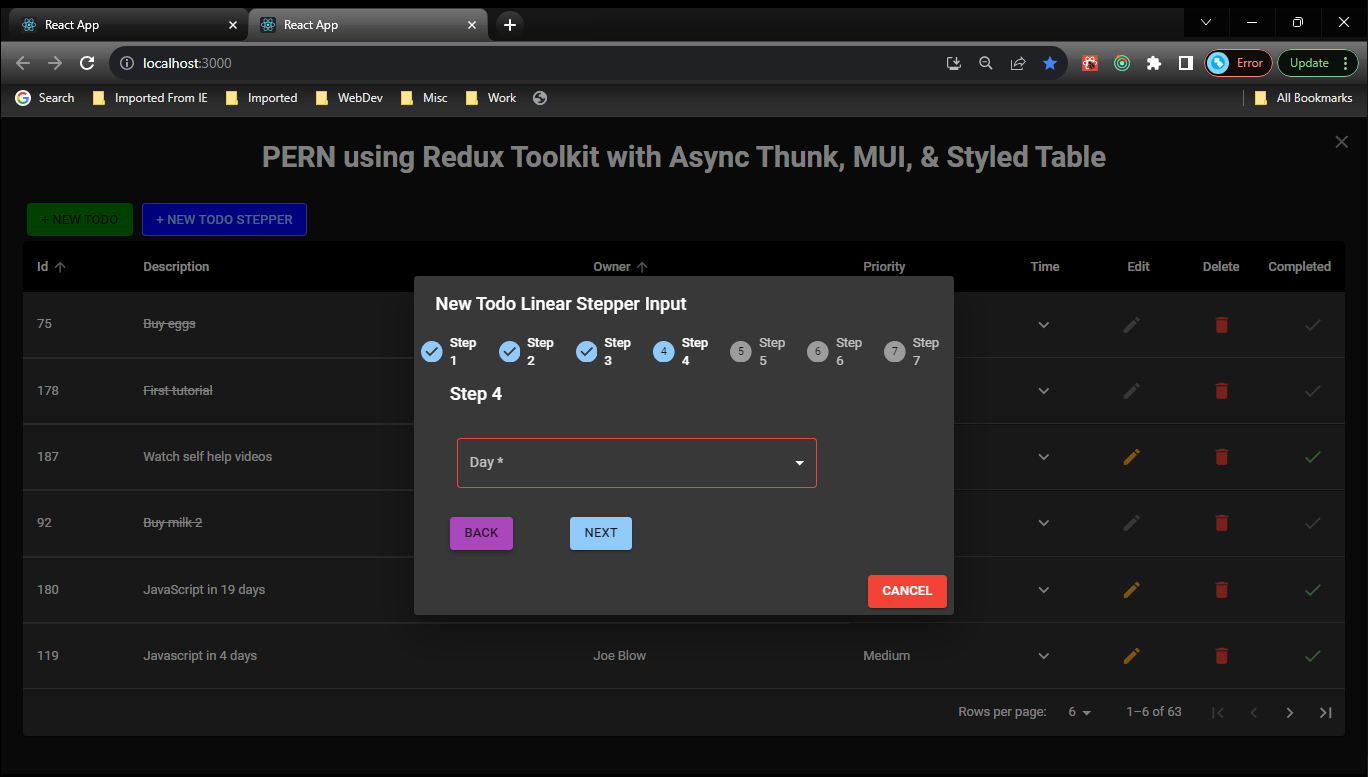 React App
React App
localhost:3000
Error
Update
Search
Imported From IE
Imported
WebDev
Misc
Work
All Bookmarks
PERN using Redux Toolkit with Async Thunk, MUI, & Styled Table
+ NEW TODO
+ NEW TODO STEPPER
Id
Description
Owner
Priority
Time
Edit
Delete
Completed
75
Buy eggs
178
First tutorial
187
Watch self help videos
92
Buy milk 2
180
JavaScript in 19 days
119
Javascript in 4 days
Joe Blow
Medium
New Todo Linear Stepper Input
Step
1
Step
2
Step
3
4
Step
4
5
Step
5
6
Step
6
7
Step
7
Step 4
Day *
BACK
NEXT
CANCEL
Rows per page:
6
1–6 of 63